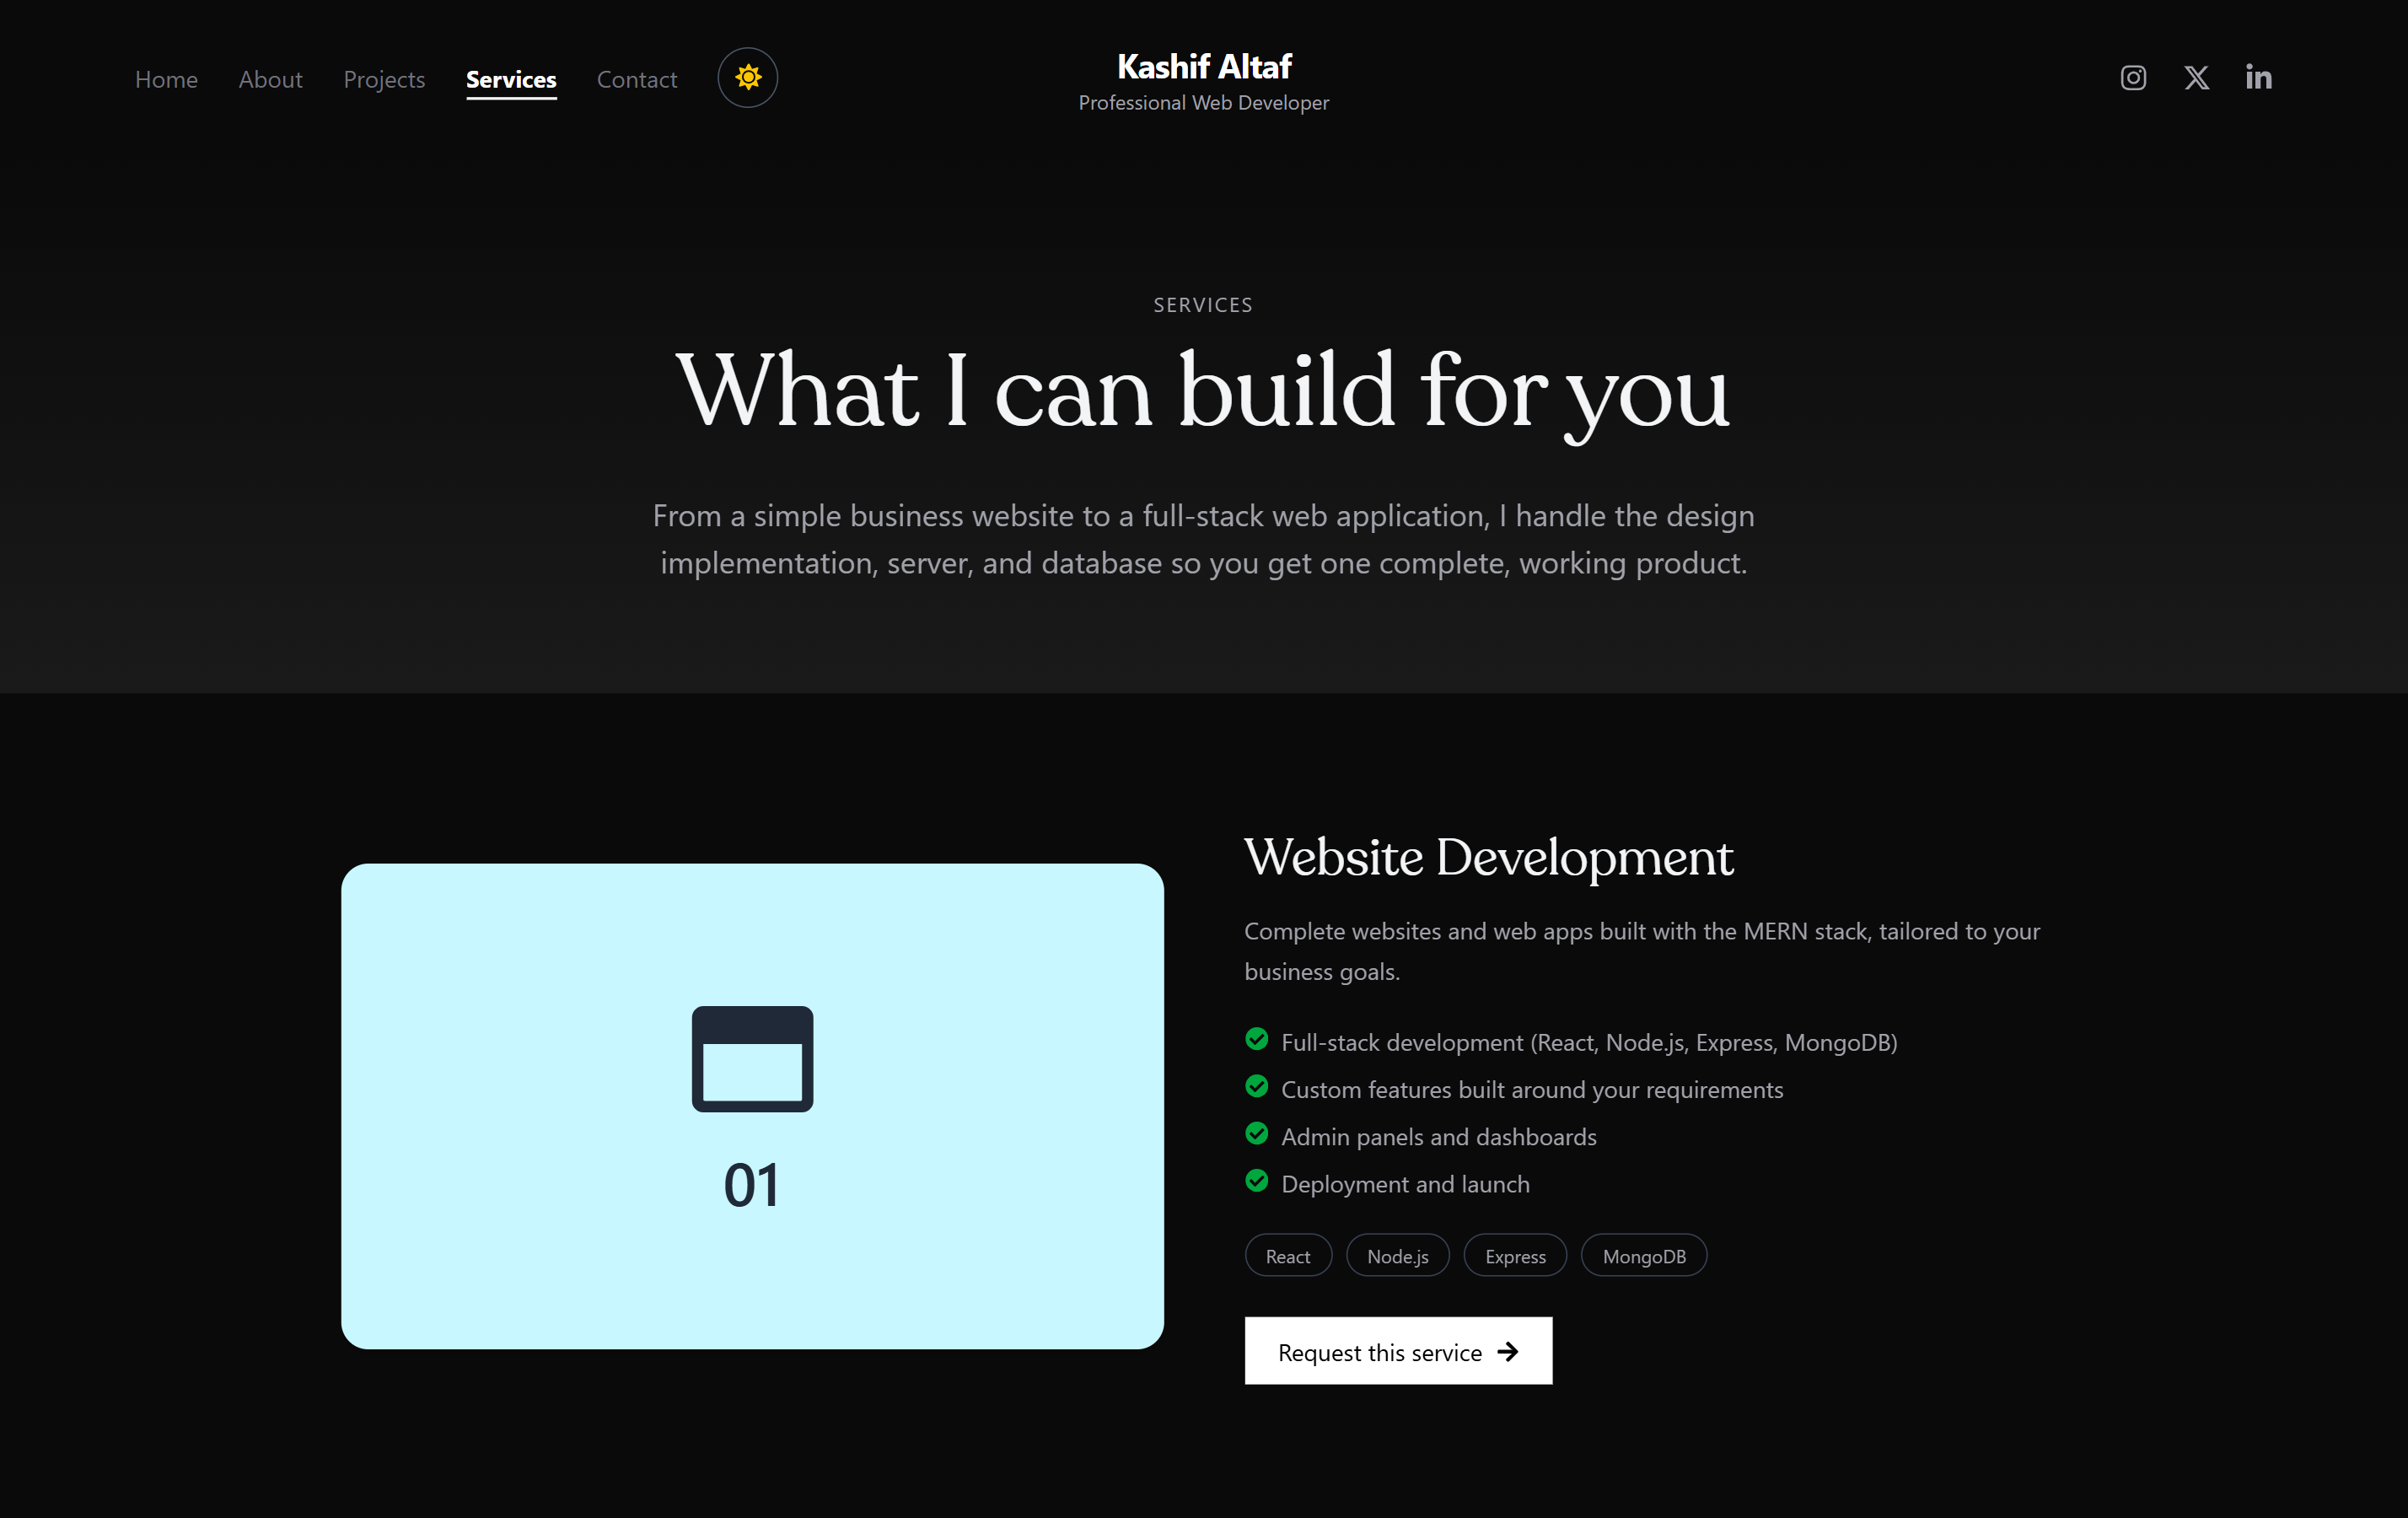 Home
About
Projects
Services
Contact
Kashif Altaf
Professional Web Developer
SERVICES
What I can build for you
From a simple business website to a full-stack web application, I handle the design
implementation, server, and database so you get one complete, working product.
01
Website Development
Complete websites and web apps built with the MERN stack, tailored to your
business goals.
Full-stack development (React, Node.js, Express, MongoDB)
Custom features built around your requirements
Admin panels and dashboards
Deployment and launch
React
Node.js
Express
MongoDB
Request this service